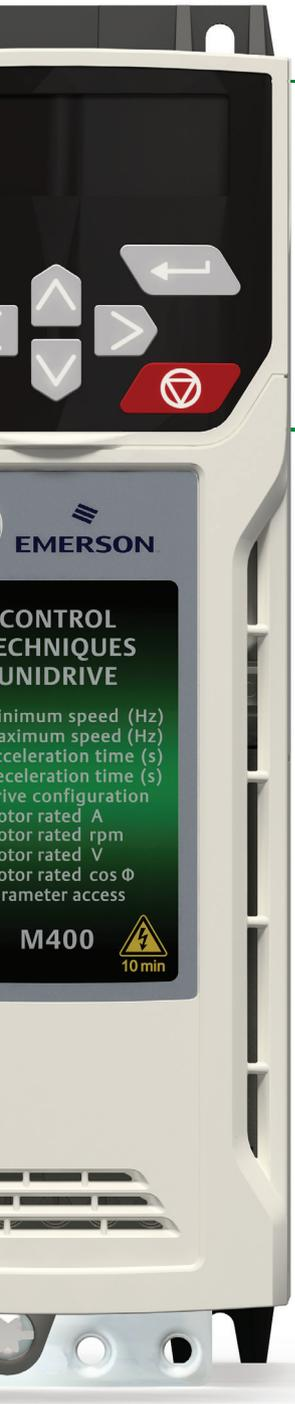 EMERSON
CONTROL
ECHNIQUES
UNIDRIVE
inimum speed (Hz)
aximum speed (Hz)
cceleration time (s)
eceleration time (s)
rive configuration
otor rated A
otor rated rpm
otor rated V
otor rated cos Φ
rameter access
M400
10 min